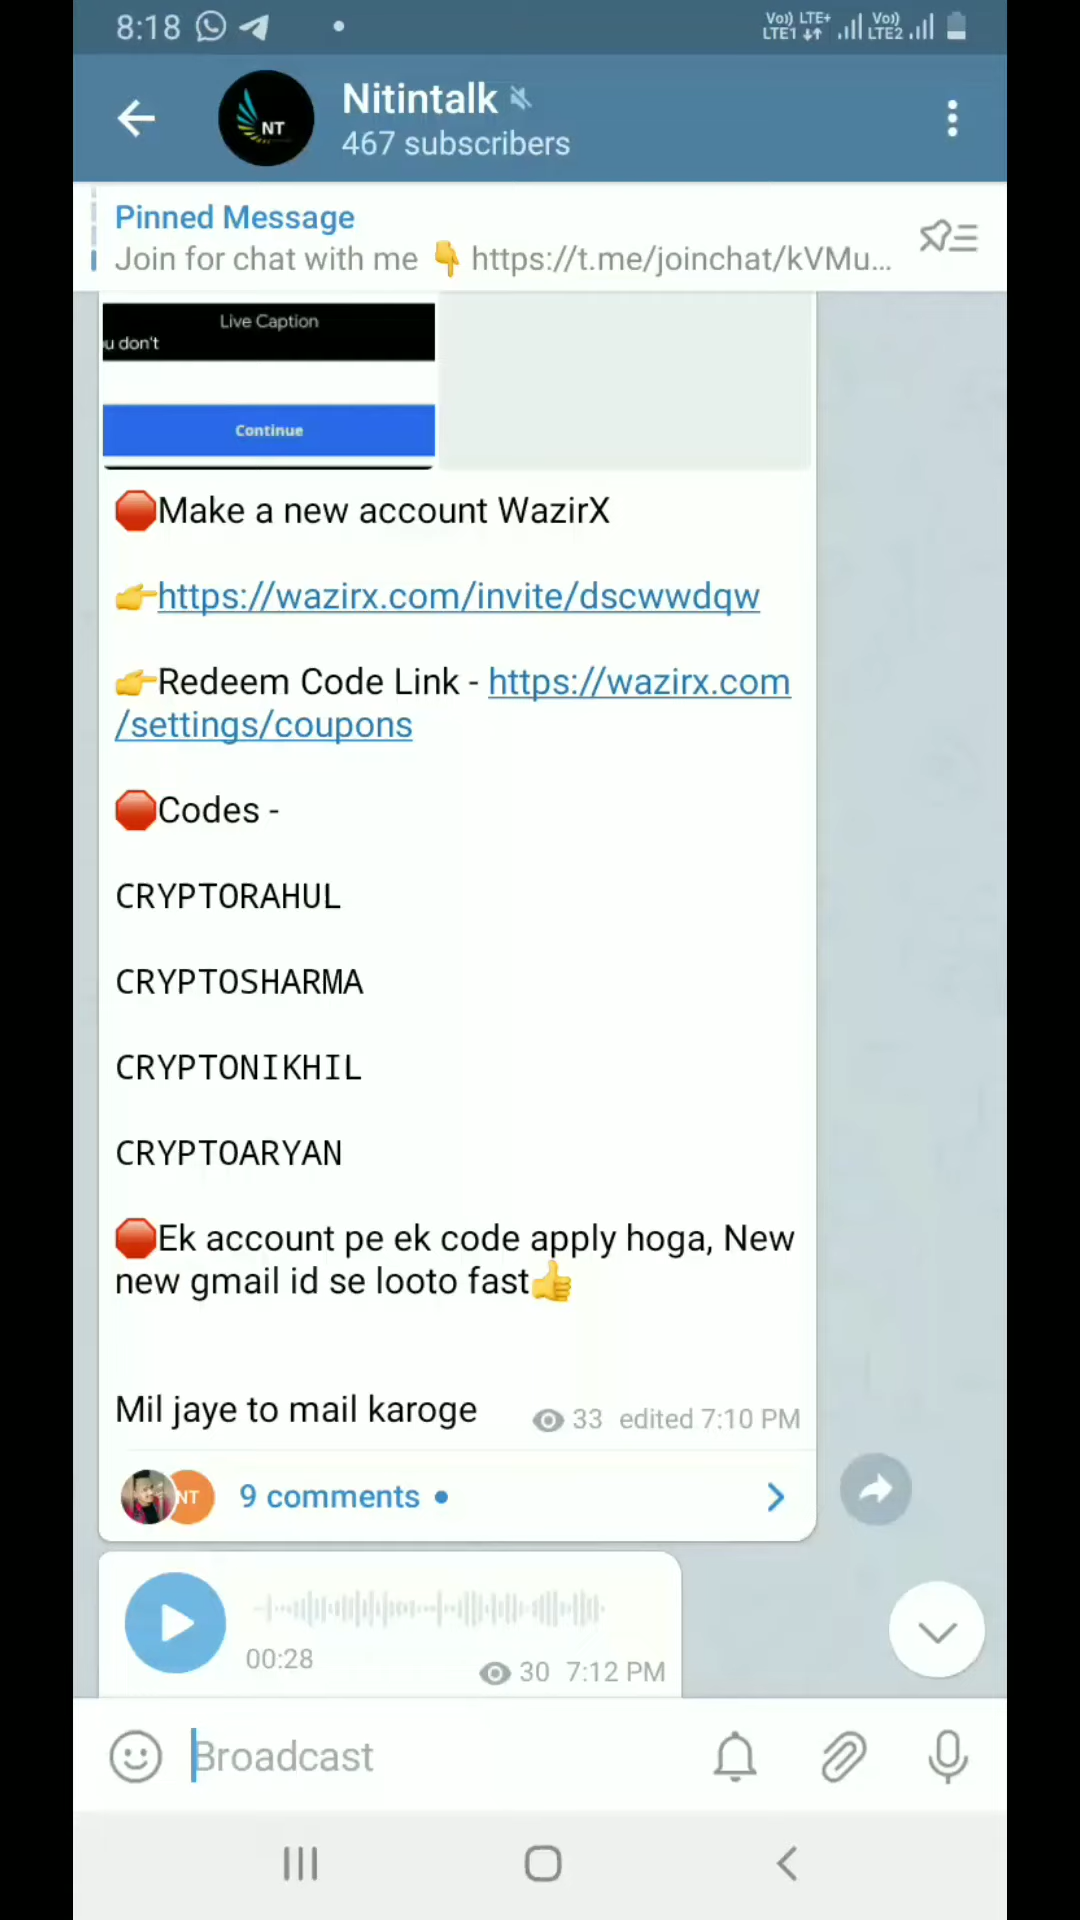 8:18
Vo)) LTE+
LTE1
Vo))
LTE2
NT
Nitintalk
467 subscribers
Pinned Message
Join for chat with me 👇 https://t.me/joinchat/kVMu...
Live Caption
u don't
Continue
🛑Make a new account WazirX
👉https://wazirx.com/invite/dscwwdqw
👉Redeem Code Link - https://wazirx.com
/settings/coupons
🛑Codes -
CRYPTORAHUL
CRYPTOSHARMA
CRYPTONIKHIL
CRYPTOARYAN
🛑Ek account pe ek code apply hoga, New
new gmail id se looto fast👍
Mil jaye to mail karoge
33 edited 7:10 PM
NT
9 comments
00:28
30 7:12 PM
Broadcast